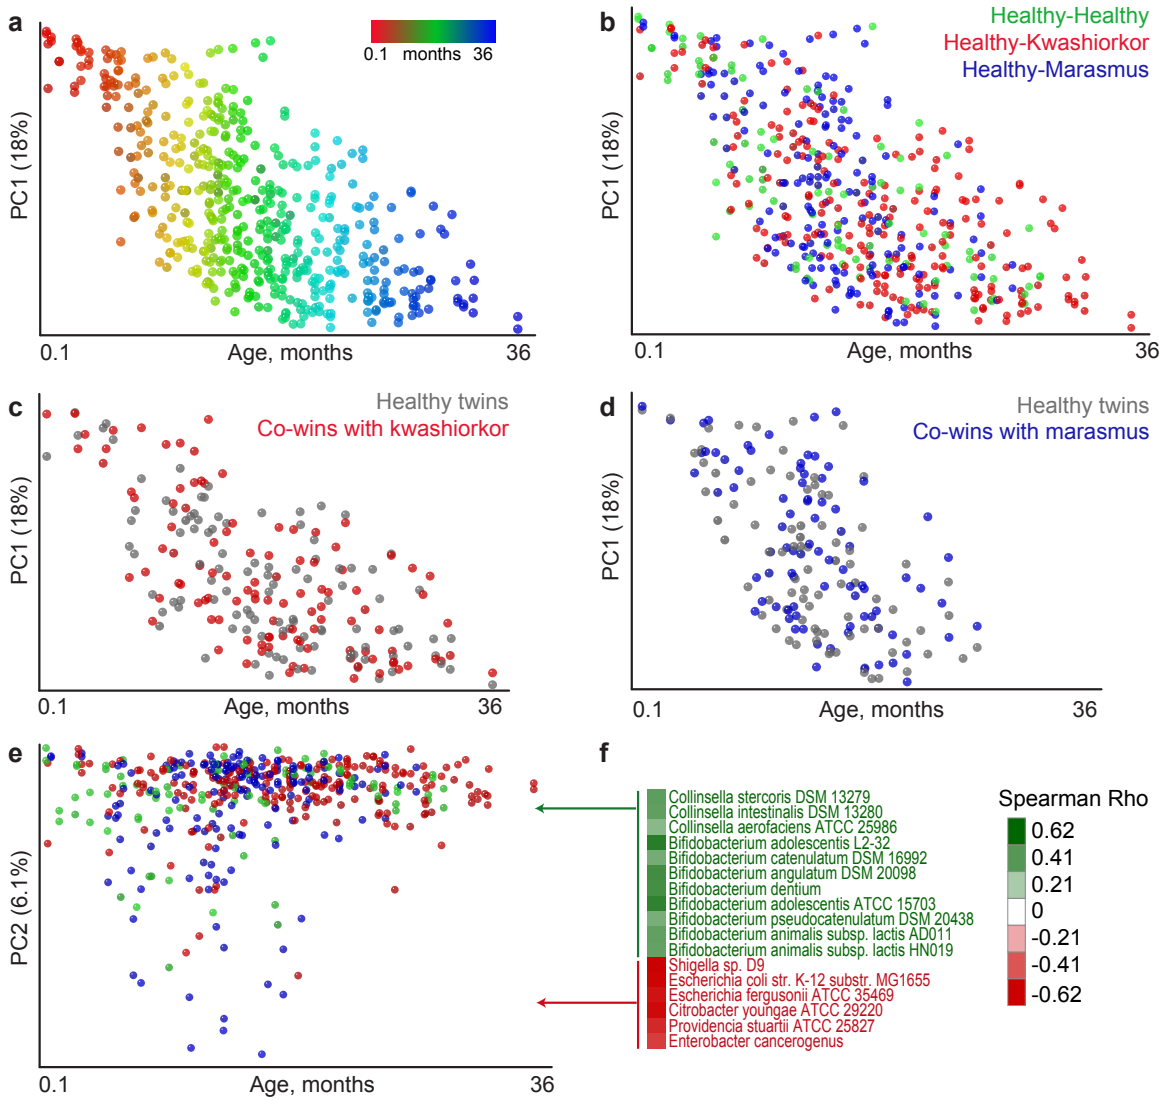 a
0.1 months 36
PC1 (18%)
0.1 Age, months 36
b
Healthy-Healthy
Healthy-Kwashiorkor
Healthy-Marasmus
PC1 (18%)
0.1 Age, months 36
c
Healthy twins
Co-wins with kwashiorkor
PC1 (18%)
0.1 Age, months 36
d
Healthy twins
Co-wins with marasmus
PC1 (18%)
0.1 Age, months 36
e
PC2 (6.1%)
0.1 Age, months 36
f
Collinsella stercoris DSM 13279
Collinsella intestinalis DSM 13280
Collinsella aerofaciens ATCC 25986
Bifidobacterium adolescentis L2-32
Bifidobacterium catenulatum DSM 16992
Bifidobacterium angulatum DSM 20098
Bifidobacterium dentium
Bifidobacterium adolescentis ATCC 15703
Bifidobacterium pseudocatenulatum DSM 20438
Bifidobacterium animalis subsp. lactis AD011
Bifidobacterium animalis subsp. lactis HN019
Shigella sp. D9
Escherichia coli str. K-12 substr. MG1655
Escherichia fergusonii ATCC 35469
Citrobacter youngae ATCC 29220
Providencia stuartii ATCC 25827
Enterobacter cancerogenus
Spearman Rho
0.62
0.41
0.21
0
-0.21
-0.41
-0.62